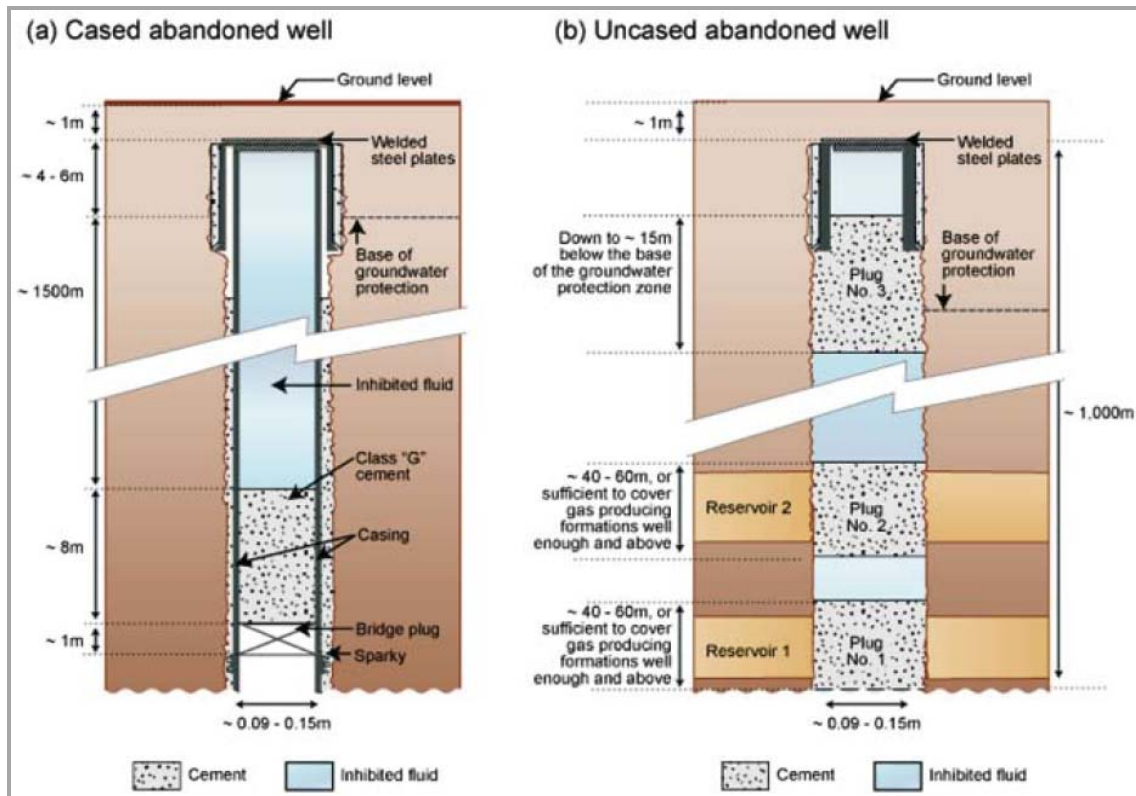 (a) Cased abandoned well
Ground level
~ 1m
Welded
steel plates
~ 4 - 6m
Base of
groundwater
protection
~ 1500m
Inhibited fluid
Class "G"
cement
Casing
~ 8m
Bridge plug
~ 1m
Sparky
~ 0.09 - 0.15m
Cement
Inhibited fluid
(b) Uncased abandoned well
Ground level
~ 1m
Welded
steel plates
Down to ~ 15m
below the base
of the groundwater
protection zone
Base of
groundwater
protection
Plug
No. 3
~ 1,000m
~ 40 - 60m, or
sufficient to cover
gas producing
formations well
enough and above
Reservoir 2
Plug
No. 2
~ 40 - 60m, or
sufficient to cover
gas producing
formations well
enough and above
Reservoir 1
Plug
No. 1
~ 0.09 - 0.15m
Cement
Inhibited fluid